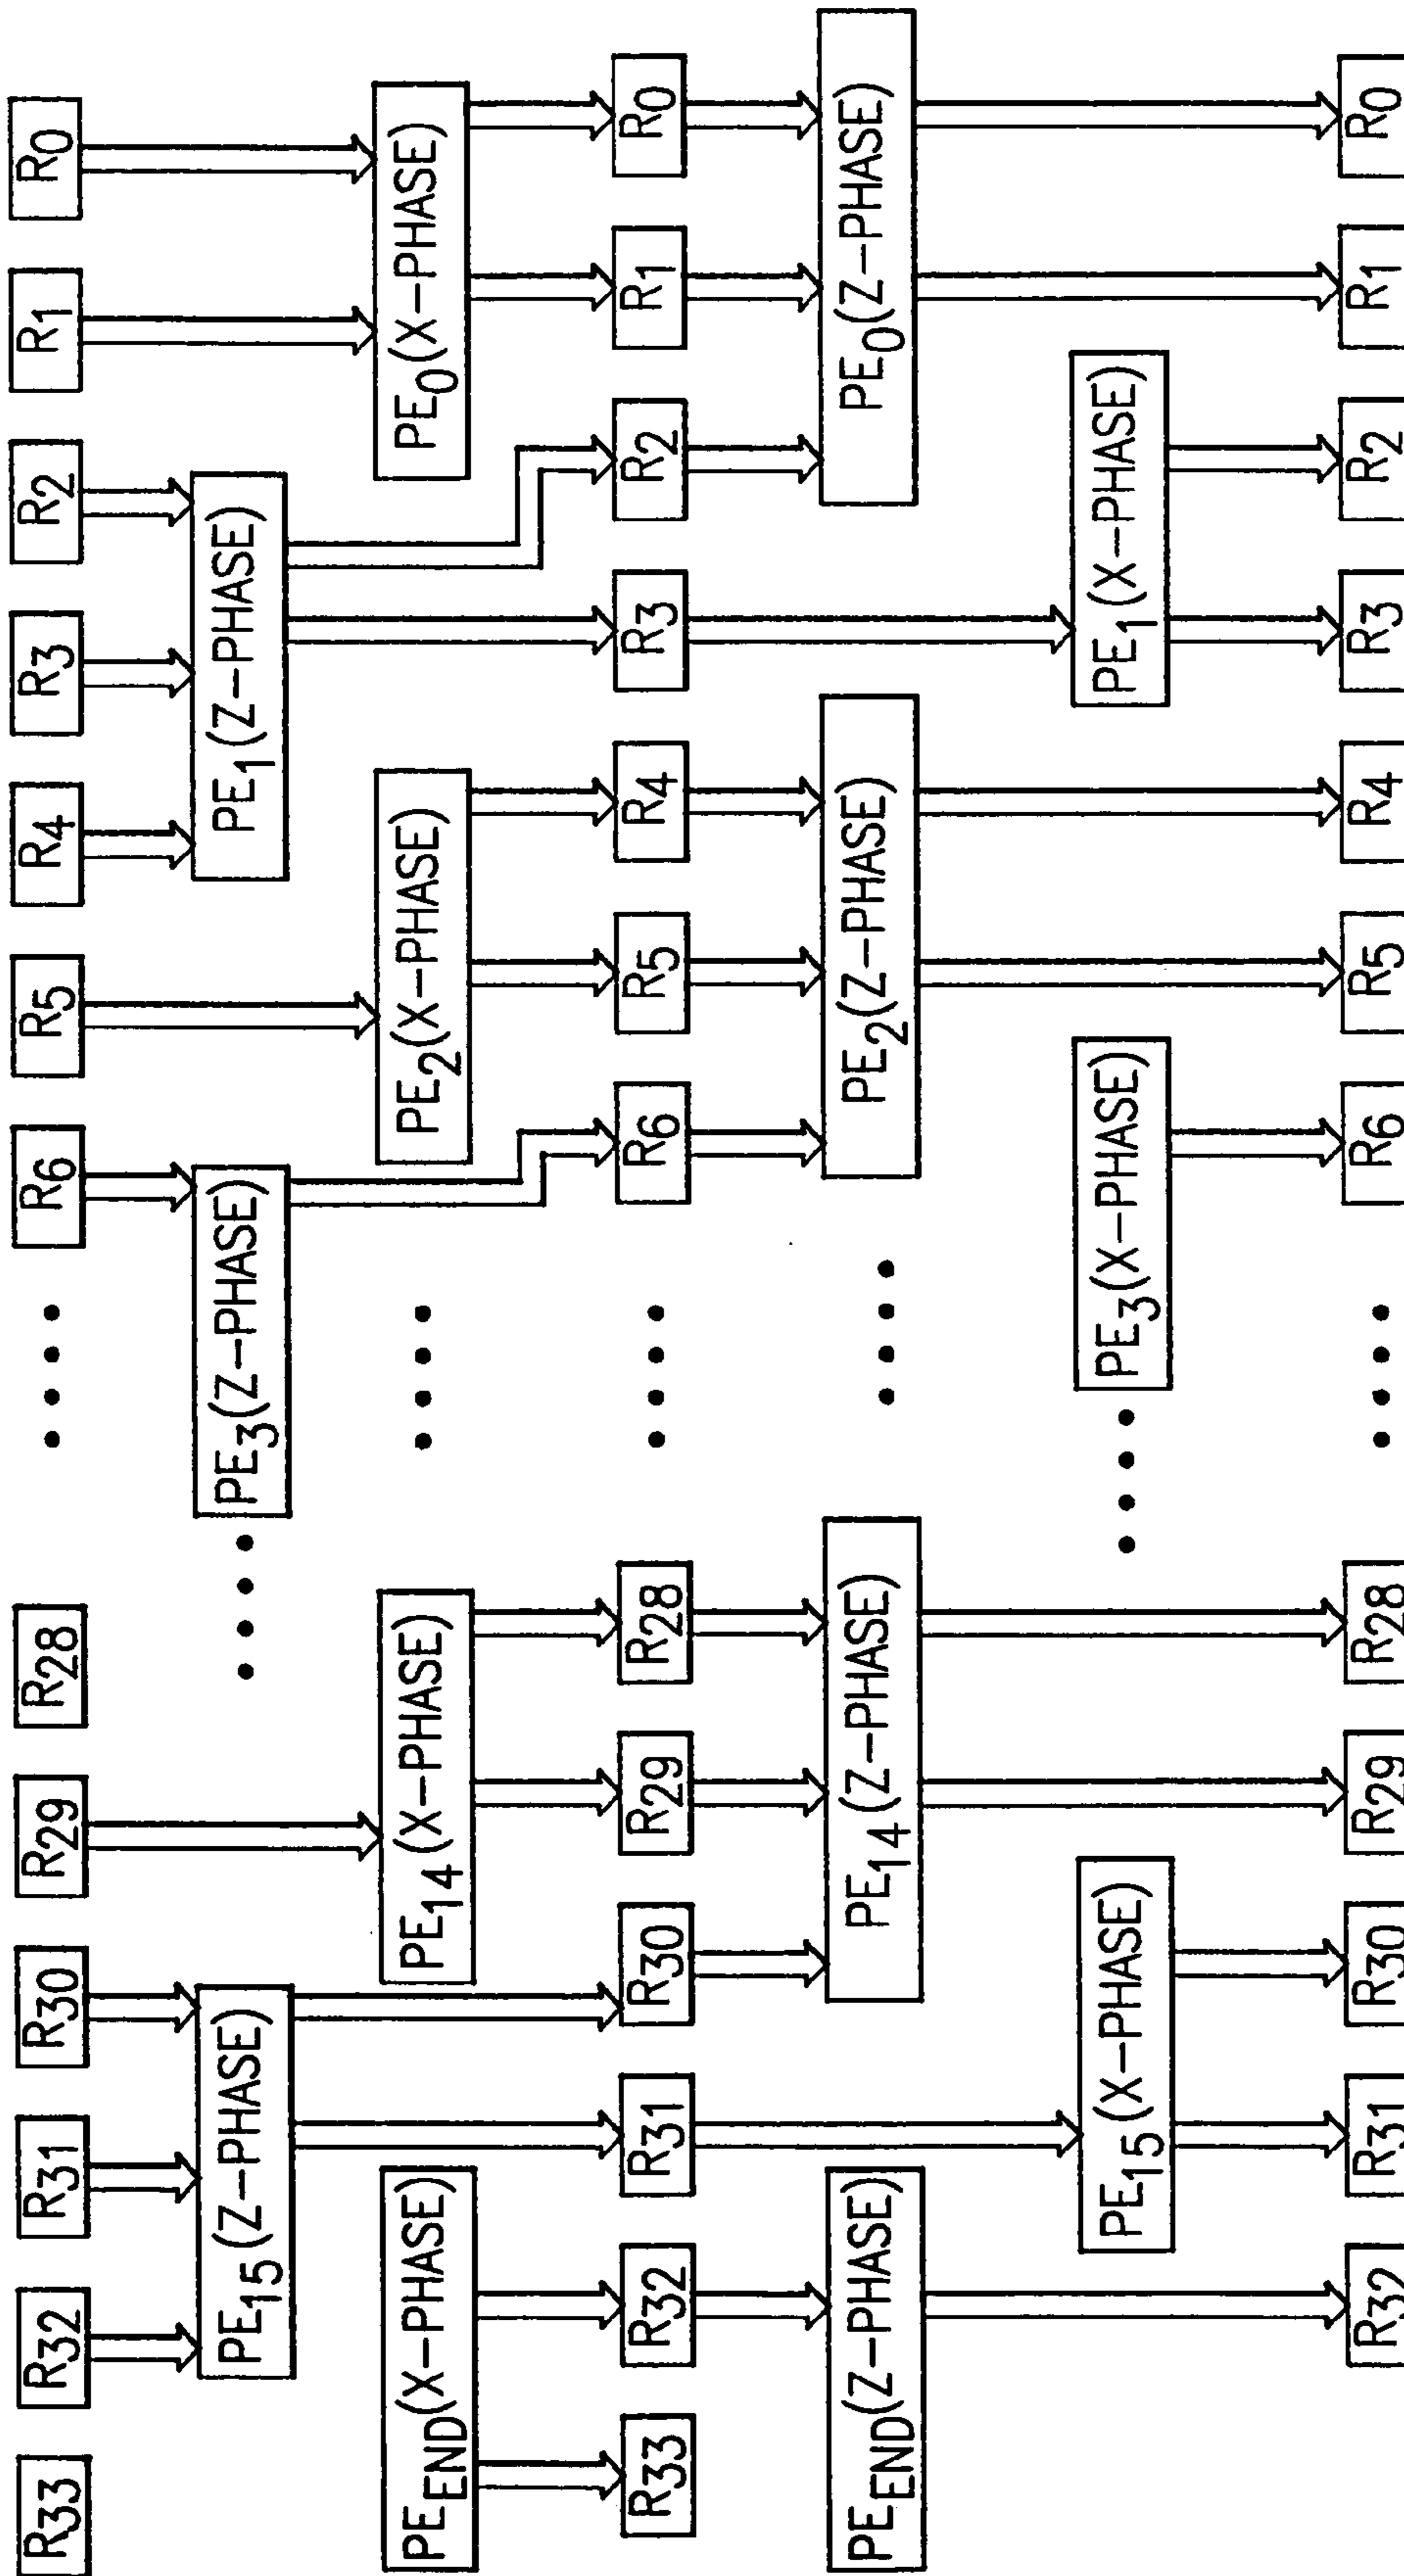 R33 R32 R31 R30 R29 R28 •••• R6 R5 R4 R3 R2 R1 R0
PE15(Z-PHASE) •••• PE3(Z-PHASE) PE1(Z-PHASE)
PEEND(X-PHASE) PE14(X-PHASE) •••• PE2(X-PHASE) PE0(X-PHASE)
R33 R32 R31 R30 R29 R28 •••• R6 R5 R4 R3 R2 R1 R0
PEEND(Z-PHASE) PE14(Z-PHASE) •••• PE2(Z-PHASE) PE0(Z-PHASE)
PE15(X-PHASE) •••• PE3(X-PHASE) PE1(X-PHASE)
R32 R31 R30 R29 R28 •••• R6 R5 R4 R3 R2 R1 R0